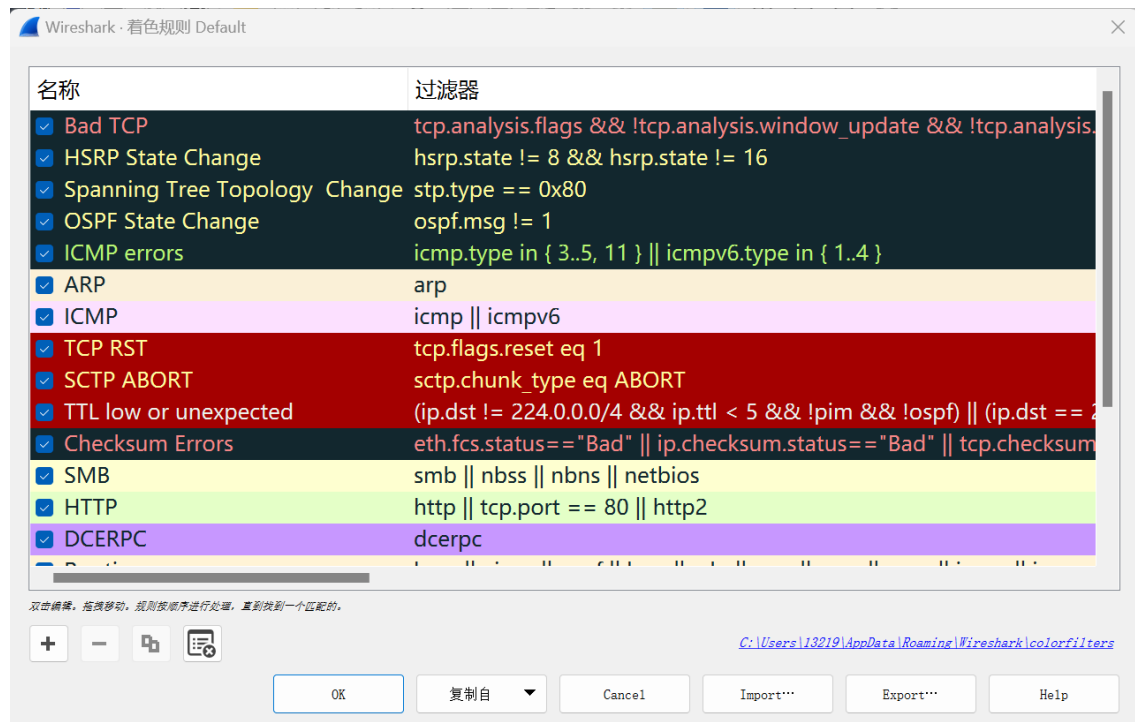 Wireshark · 着色规则 Default
名称 过滤器
Bad TCP tcp.analysis.flags && !tcp.analysis.window_update && !tcp.analysis.
HSRP State Change hsrp.state != 8 && hsrp.state != 16
Spanning Tree Topology  Change stp.type == 0x80
OSPF State Change ospf.msg != 1
ICMP errors icmp.type in { 3..5, 11 } || icmpv6.type in { 1..4 }
ARP arp
ICMP icmp || icmpv6
TCP RST tcp.flags.reset eq 1
SCTP ABORT sctp.chunk_type eq ABORT
TTL low or unexpected (ip.dst != 224.0.0.0/4 && ip.ttl < 5 && !pim && !ospf) || (ip.dst ==
Checksum Errors eth.fcs.status=="Bad" || ip.checksum.status=="Bad" || tcp.checksum
SMB smb || nbss || nbns || netbios
HTTP http || tcp.port == 80 || http2
DCERPC dcerpc
双击编辑。拖拽移动。规则按顺序进行处理，直到找到一个匹配的。
C:\Users\13219\AppData\Roaming\Wireshark\colorfilters
OK 复制自 Cancel Import… Export… Help